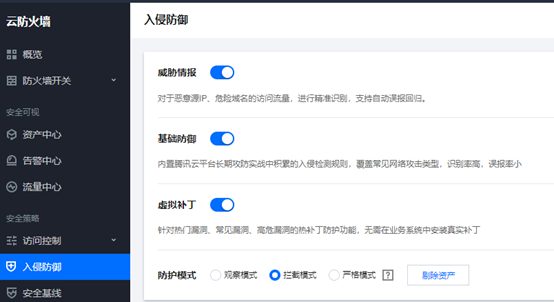 云防火墙
概览
防火墙开关
安全可视
资产中心
告警中心
流量中心
安全策略
访问控制
入侵防御
安全基线
入侵防御
威胁情报
对于恶意源IP、危险域名的访问流量，进行精准识别，支持自动误报回归。
基础防御
内置腾讯云平台长期攻防实战中积累的入侵检测规则，覆盖常见网络攻击类型，识别率高，误报率小
虚拟补丁
针对热门漏洞、常见漏洞、高危漏洞的热补丁防护功能，无需在业务系统中安装真实补丁
防护模式 观察模式 拦截模式 严格模式 ? 剔除资产